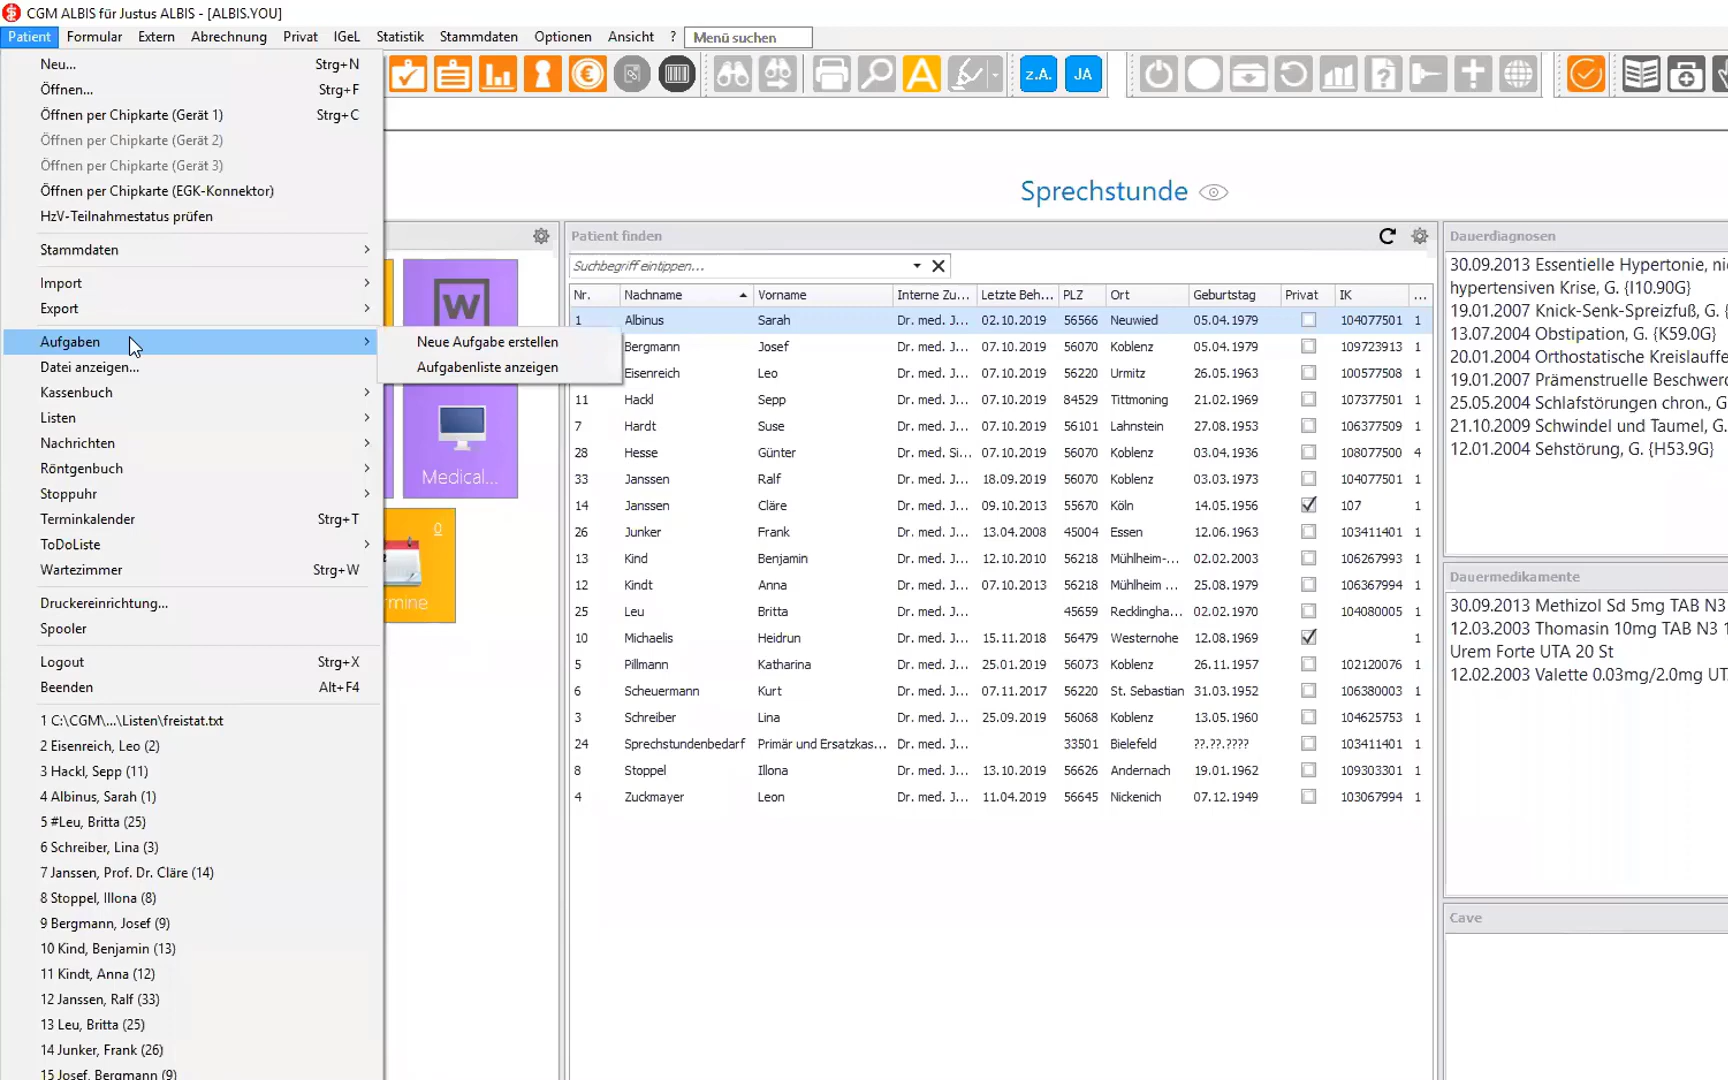 CGM ALBIS für Justus ALBIS - [ALBIS.YOU]
Patient Formular Extern Abrechnung Privat IGeL Statistik Stammdaten Optionen Ansicht ? Menü suchen
Neu... Strg+N
Öffnen... Strg+F
Öffnen per Chipkarte (Gerät 1) Strg+C
Öffnen per Chipkarte (Gerät 2)
Öffnen per Chipkarte (Gerät 3)
Öffnen per Chipkarte (EGK-Konnektor)
HzV-Teilnahmestatus prüfen
Stammdaten
Import
Export
Aufgaben
Datei anzeigen...
Kassenbuch
Listen
Nachrichten
Röntgenbuch
Stoppuhr
Terminkalender Strg+T
ToDoListe
Wartezimmer Strg+W
Druckereinrichtung...
Spooler
Logout Strg+X
Beenden Alt+F4
1 C:\CGM\...\Listen\freistat.txt
2 Eisenreich, Leo (2)
3 Hackl, Sepp (11)
4 Albinus, Sarah (1)
5 #Leu, Britta (25)
6 Schreiber, Lina (3)
7 Janssen, Prof. Dr. Cläre (14)
8 Stoppel, Illona (8)
9 Bergmann, Josef (9)
10 Kind, Benjamin (13)
11 Kindt, Anna (12)
12 Janssen, Ralf (33)
13 Leu, Britta (25)
14 Junker, Frank (26)
15 Josef, Bergmann (9)
Neue Aufgabe erstellen
Aufgabenliste anzeigen
z.A. JA
A
Sprechstunde
W
Medical...
0
rmine
Patient finden
Suchbegriff eintippen...
Nr. Nachname Vorname Interne Zu... Letzte Beh... PLZ Ort Geburtstag Privat IK ...
1 Albinus Sarah Dr. med. J... 02.10.2019 56566 Neuwied 05.04.1979 104077501 1
Bergmann Josef Dr. med. J... 07.10.2019 56070 Koblenz 05.04.1979 109723913 1
Eisenreich Leo Dr. med. J... 07.10.2019 56220 Urmitz 26.05.1963 100577508 1
11 Hackl Sepp Dr. med. J... 07.10.2019 84529 Tittmoning 21.02.1969 107377501 1
7 Hardt Suse Dr. med. J... 07.10.2019 56101 Lahnstein 27.08.1953 106377509 1
28 Hesse Günter Dr. med. Si... 07.10.2019 56070 Koblenz 03.04.1936 108077500 4
33 Janssen Ralf Dr. med. J... 18.09.2019 56070 Koblenz 03.03.1973 104077501 1
14 Janssen Cläre Dr. med. J... 09.10.2013 55670 Köln 14.05.1956 107 1
26 Junker Frank Dr. med. J... 13.04.2008 45004 Essen 12.06.1963 103411401 1
13 Kind Benjamin Dr. med. J... 12.10.2010 56218 Mühlheim-... 02.02.2003 106267993 1
12 Kindt Anna Dr. med. J... 07.10.2013 56218 Mühlheim ... 25.08.1979 106367994 1
25 Leu Britta Dr. med. J... 45659 Recklingha... 02.02.1970 104080005 1
10 Michaelis Heidrun Dr. med. J... 15.11.2018 56479 Westernohe 12.08.1969 1
5 Pillmann Katharina Dr. med. J... 25.01.2019 56073 Koblenz 26.11.1957 102120076 1
6 Scheuermann Kurt Dr. med. J... 07.11.2017 56220 St. Sebastian 31.03.1952 106380003 1
3 Schreiber Lina Dr. med. J... 25.09.2019 56068 Koblenz 13.05.1960 104625753 1
24 Sprechstundenbedarf Primär und Ersatzkas... Dr. med. J... 33501 Bielefeld ??.??.???? 103411401 1
8 Stoppel Illona Dr. med. J... 13.10.2019 56626 Andernach 19.01.1962 109303301 1
4 Zuckmayer Leon Dr. med. J... 11.04.2019 56645 Nickenich 07.12.1949 103067994 1
Dauerdiagnosen
30.09.2013 Essentielle Hypertonie, ni
hypertensiven Krise, G. {I10.90G}
19.01.2007 Knick-Senk-Spreizfuß, G. {
13.07.2004 Obstipation, G. {K59.0G}
20.01.2004 Orthostatische Kreislauffe
19.01.2007 Prämenstruelle Beschwer
25.05.2004 Schlafstörungen chron., G
21.10.2009 Schwindel und Taumel, G.
12.01.2004 Sehstörung, G. {H53.9G}
Dauermedikamente
30.09.2013 Methizol Sd 5mg TAB N3
12.03.2003 Thomasin 10mg TAB N3 1
Urem Forte UTA 20 St
12.02.2003 Valette 0.03mg/2.0mg UT
Cave